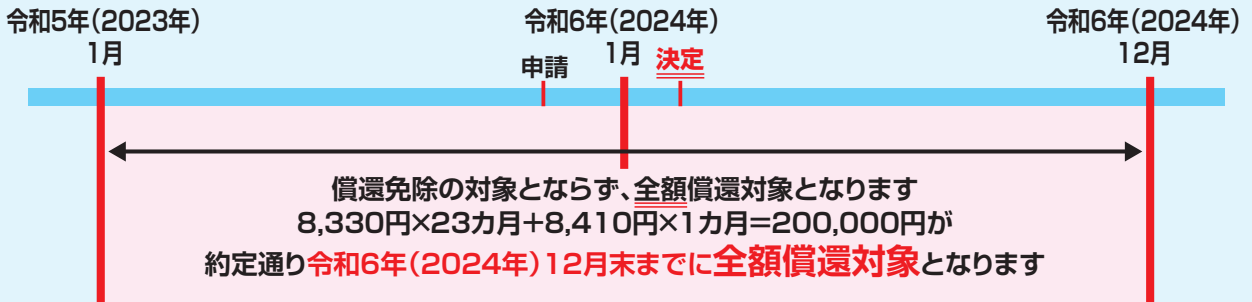 令和5年(2023年)
1月
令和6年(2024年)
1月
令和6年(2024年)
12月
申請
決定
償還免除の対象とならず、全額償還対象となります
8,330円×23カ月+8,410円×1カ月=200,000円が
約定通り令和6年(2024年)12月末までに全額償還対象となります